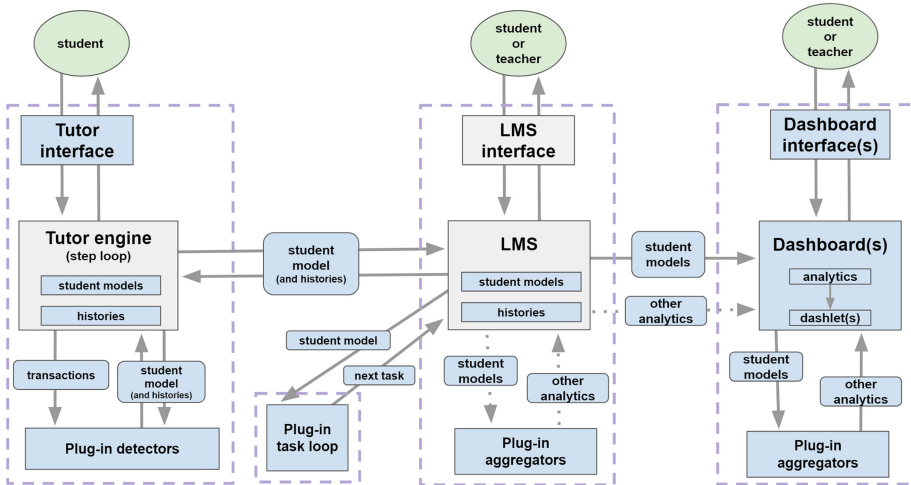 student
Tutor
interface
Tutor engine
(step loop)
student models
histories
transactions
student
model
(and histories)
Plug-in detectors
student
model
(and histories)
student model
next task
Plug-in
task loop
student
or
teacher
LMS
interface
LMS
student models
histories
student
models
other
analytics
Plug-in
aggregators
student
models
other
analytics
student
or
teacher
Dashboard
interface(s)
Dashboard(s)
analytics
dashlet(s)
student
models
other
analytics
Plug-in
aggregators